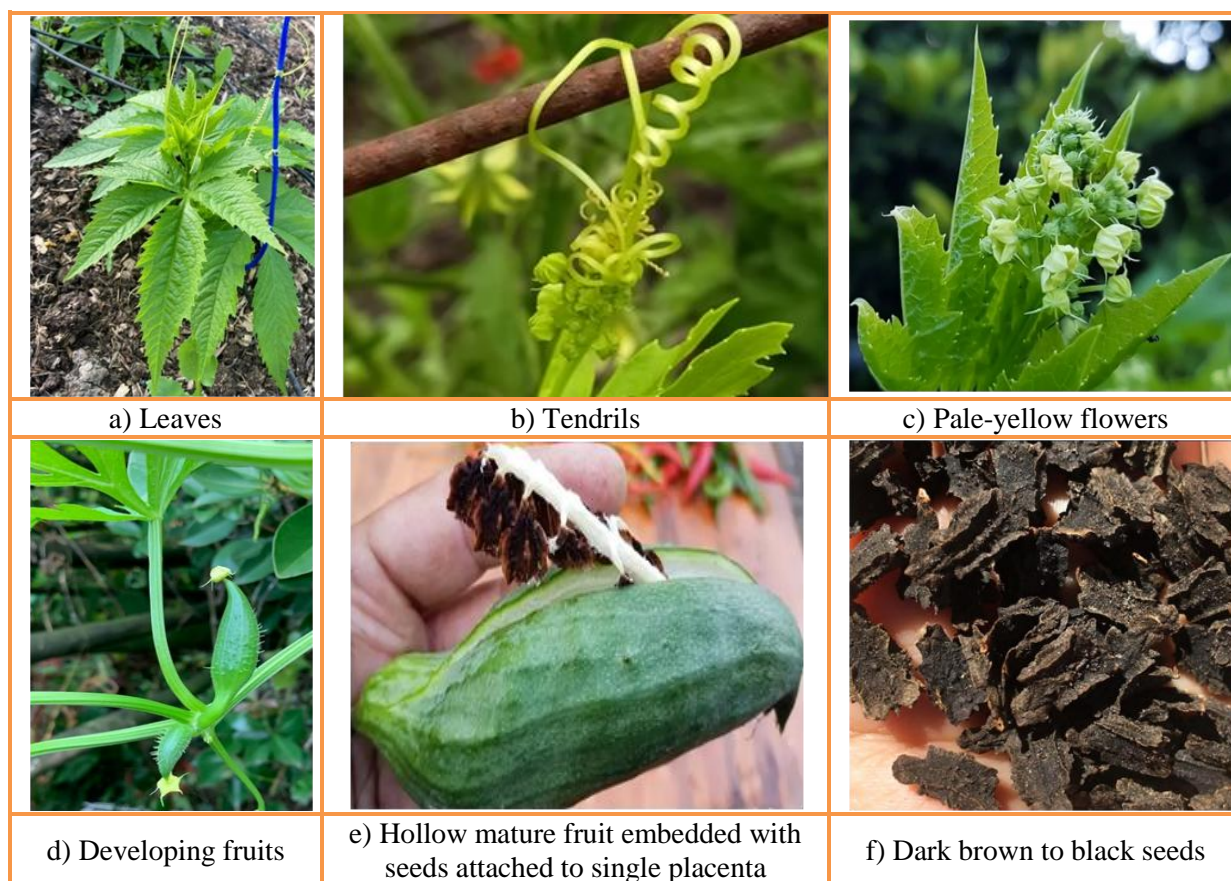 a) Leaves
b) Tendrils
c) Pale-yellow flowers
d) Developing fruits
e) Hollow mature fruit embedded with
seeds attached to single placenta
f) Dark brown to black seeds